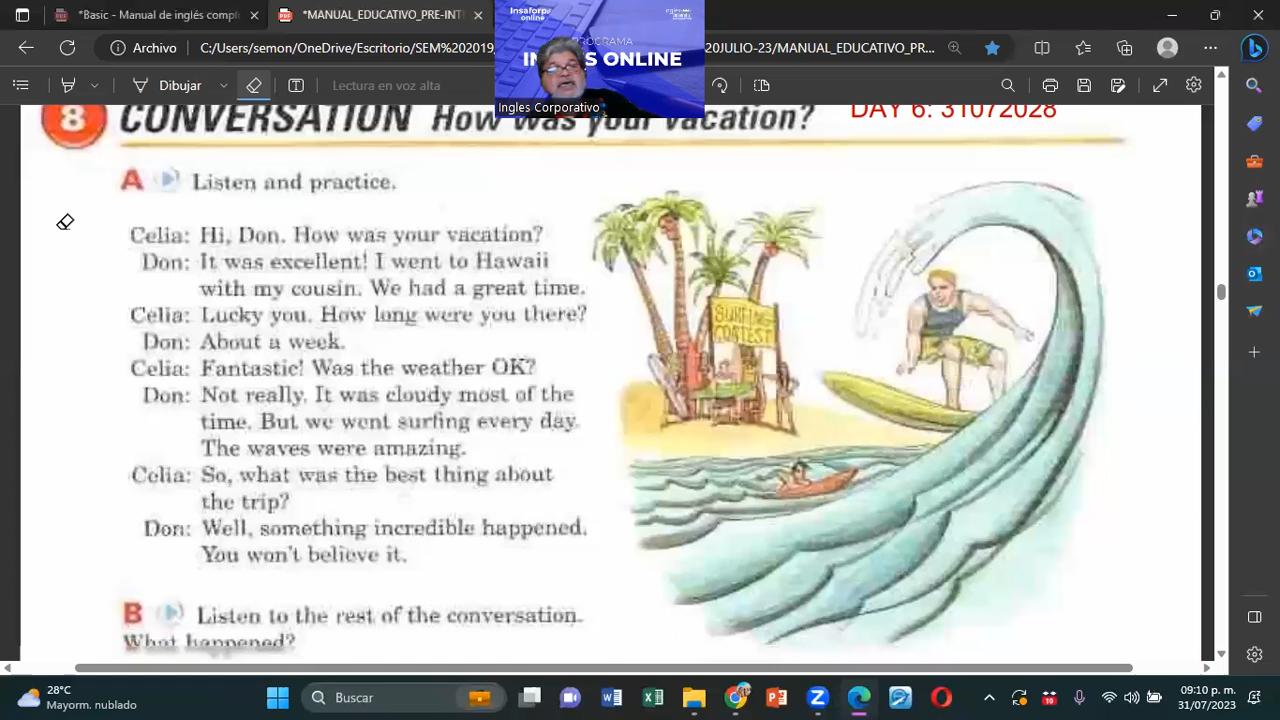 *Basic - Manual de inglés compl
*MANUAL_EDUCATIVO_PRE-INT
Archivo
C:/Users/semon/OneDrive/Escritorio/SEM%202019,
20JULIO-23/MANUAL_EDUCATIVO_PR...
Insaforp
online
PROGRAMA
S ONLINE
Ingles Corporativo
Dibujar
Lectura en voz alta
8 CONVERSATION How was your vacation?
DAY 6: 31072028
A Listen and practice.
Celia: Hi, Don. How was your vacation?
Don: It was excellent! I went to Hawaii
with my cousin. We had a great time.
Celia: Lucky you. How long were you there?
Don: About a week.
Celia: Fantastic! Was the weather OK?
Don: Not really. It was cloudy most of the
time. But we went surfing every day.
The waves were amazing.
Celia: So, what was the best thing about
the trip?
Don: Well, something incredible happened.
You won't believe it.
SURFING
CONTEST
B Listen to the rest of the conversation.
What happened?
28°C
Mayorm. nublado
Buscar
10
09:10 p. m.
31/07/2023